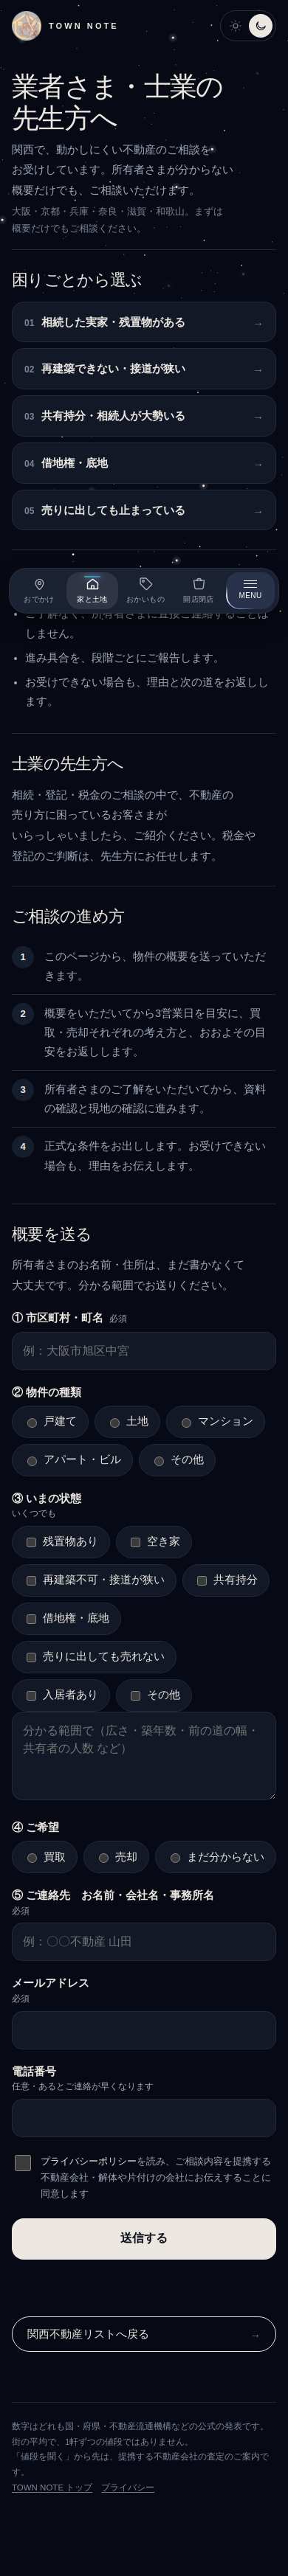 TOWN NOTE
業者さま・士業の
先生方へ
関西で、動かしにくい不動産のご相談を
お受けしています。所有者さまが分からない
概要だけでも、ご相談いただけます。
大阪・京都・兵庫・奈良・滋賀・和歌山。まずは
概要だけでもご相談ください。
困りごとから選ぶ
01 相続した実家・残置物がある →
02 再建築できない・接道が狭い →
03 共有持分・相続人が大勢いる →
04 借地権・底地 →
05 売りに出しても止まっている →
おでかけ 家と土地 おかいもの 開店閉店 MENU
ご了解なく、所有者さまに直接ご連絡することは
しません。
進み具合を、段階ごとにご報告します。
お受けできない場合も、理由と次の道をお返しし
ます。
士業の先生方へ
相続・登記・税金のご相談の中で、不動産の
売り方に困っているお客さまが
いらっしゃいましたら、ご紹介ください。税金や
登記のご判断は、先生方にお任せします。
ご相談の進め方
1 このページから、物件の概要を送っていただ
きます。
2 概要をいただいてから3営業日を目安に、買
取・売却それぞれの考え方と、おおよその目
安をお返しします。
3 所有者さまのご了解をいただいてから、資料
の確認と現地の確認に進みます。
4 正式な条件をお出しします。お受けできない
場合も、理由をお伝えします。
概要を送る
所有者さまのお名前・住所は、まだ書かなくて
大丈夫です。分かる範囲でお送りください。
① 市区町村・町名 必須
例：大阪市旭区中宮
② 物件の種類
戸建て 土地 マンション
アパート・ビル その他
③ いまの状態
いくつでも
残置物あり 空き家
再建築不可・接道が狭い 共有持分
借地権・底地
売りに出しても売れない
入居者あり その他
分かる範囲で（広さ・築年数・前の道の幅・
共有者の人数 など）
④ ご希望
買取 売却 まだ分からない
⑤ ご連絡先 お名前・会社名・事務所名
必須
例：〇〇不動産 山田
メールアドレス
必須
電話番号
任意・あるとご連絡が早くなります
プライバシーポリシーを読み、ご相談内容を提携する
不動産会社・解体や片付けの会社にお伝えすることに
同意します
送信する
関西不動産リストへ戻る →
数字はどれも国・府県・不動産流通機構などの公式の発表です。
街の平均で、1軒ずつの値段ではありません。
「値段を聞く」から先は、提携する不動産会社の査定のご案内で
す。
TOWN NOTE トップ プライバシー